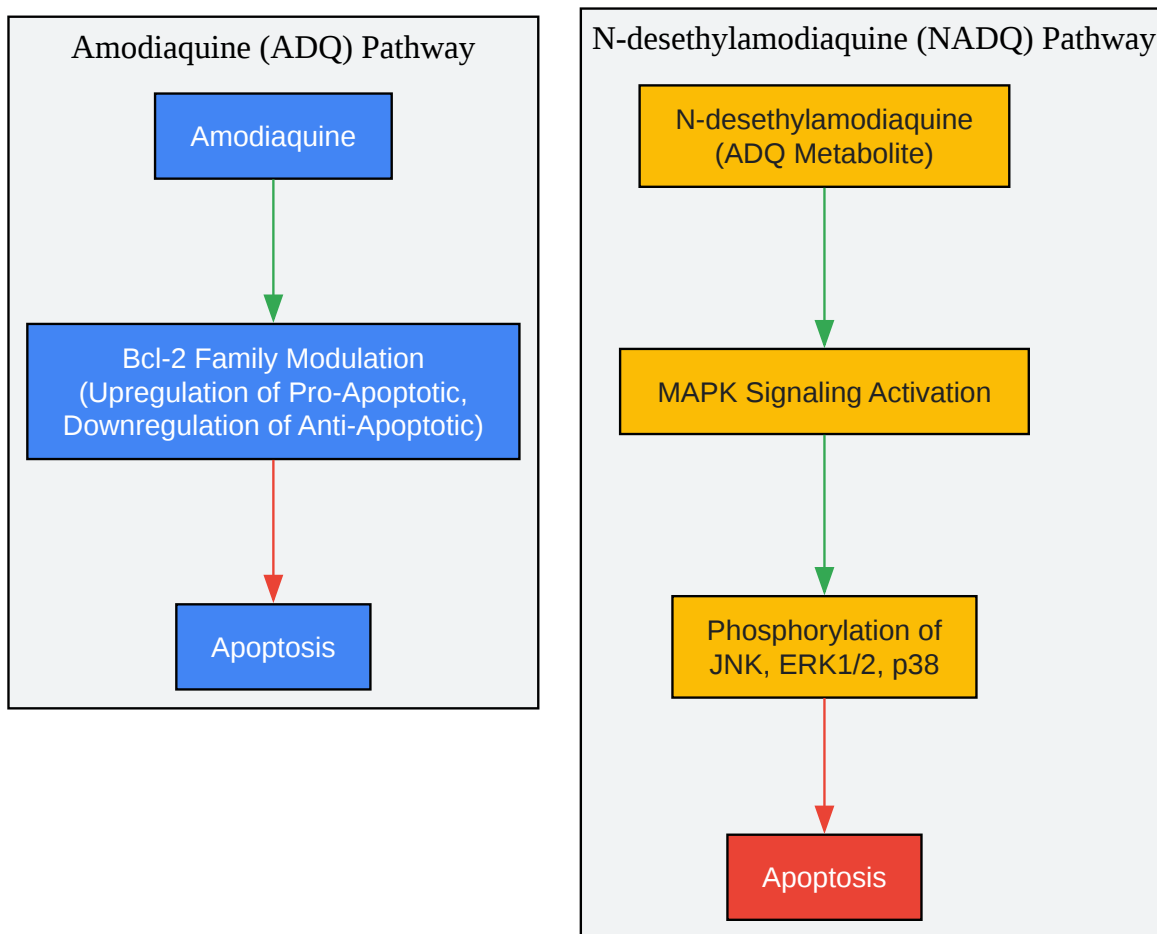 Amodiaquine (ADQ) Pathway
Amodiaquine
Bcl-2 Family Modulation
(Upregulation of Pro-Apoptotic,
Downregulation of Anti-Apoptotic)
Apoptosis
N-desethylamodiaquine (NADQ) Pathway
N-desethylamodiaquine
(ADQ Metabolite)
MAPK Signaling Activation
Phosphorylation of
JNK, ERK1/2, p38
Apoptosis